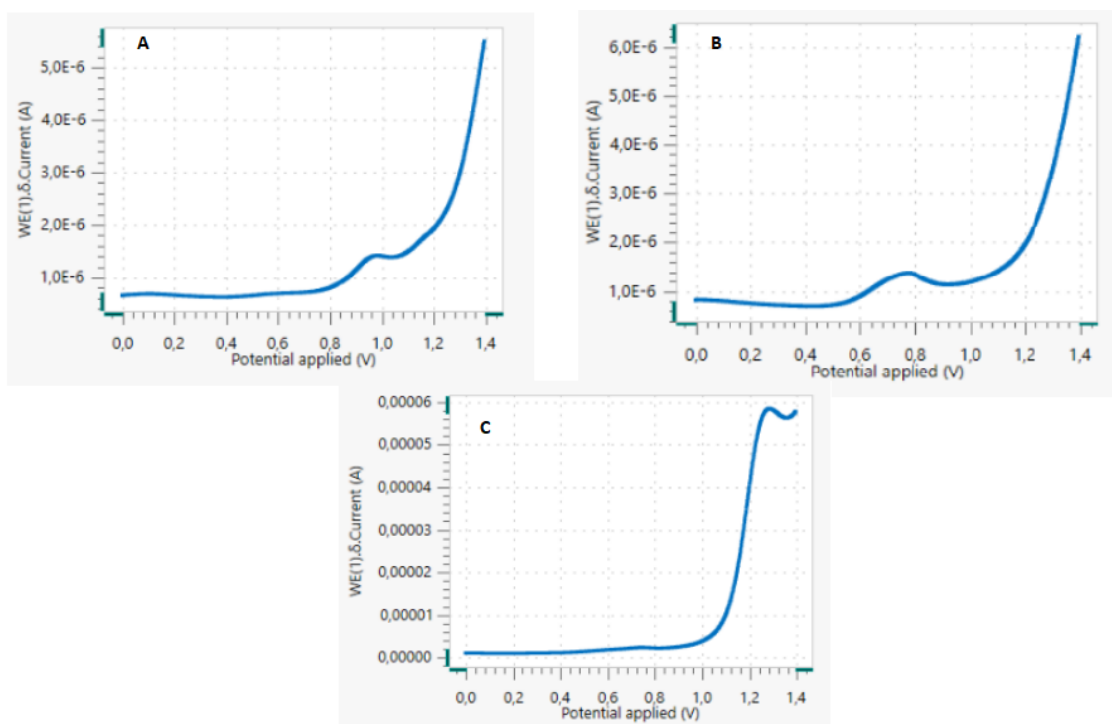 A
WE(1).δ.Current (A)
5,0E-6
4,0E-6
3,0E-6
2,0E-6
1,0E-6
0,0 0,2 0,4 0,6 0,8 1,0 1,2 1,4
Potential applied (V)
B
WE(1).δ.Current (A)
6,0E-6
5,0E-6
4,0E-6
3,0E-6
2,0E-6
1,0E-6
0,0 0,2 0,4 0,6 0,8 1,0 1,2 1,4
Potential applied (V)
C
WE(1).δ.Current (A)
0,00006
0,00005
0,00004
0,00003
0,00002
0,00001
0,00000
0,0 0,2 0,4 0,6 0,8 1,0 1,2 1,4
Potential applied (V)